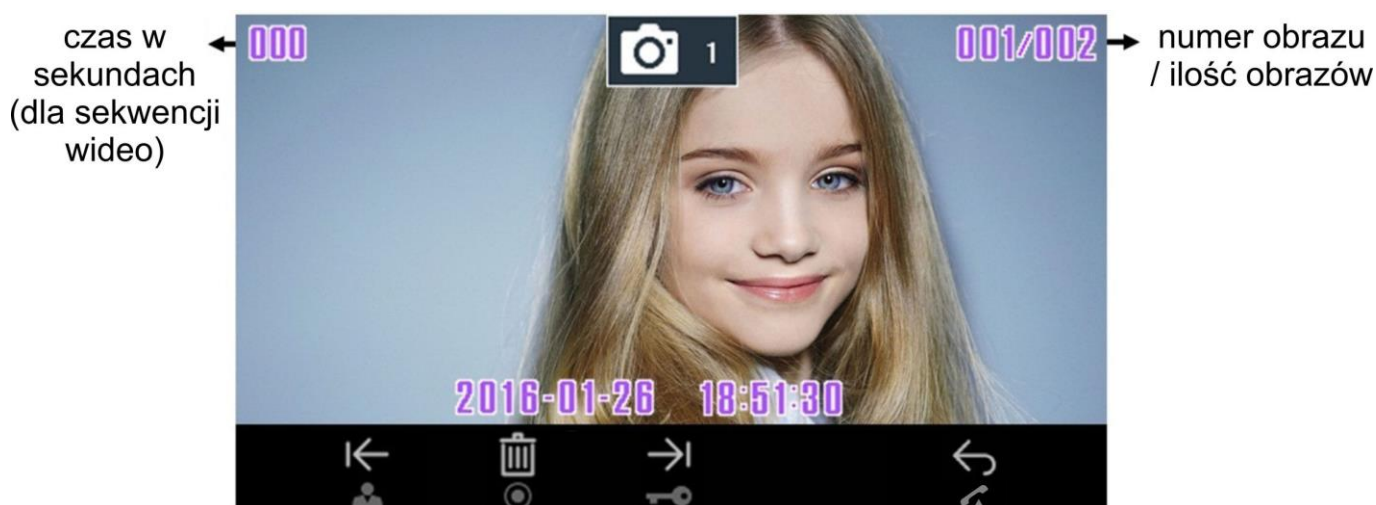 czas w
sekundach
(dla sekwencji
wideo)
000
1
001/002
numer obrazu
/ ilość obrazów
2016-01-26 18:51:30